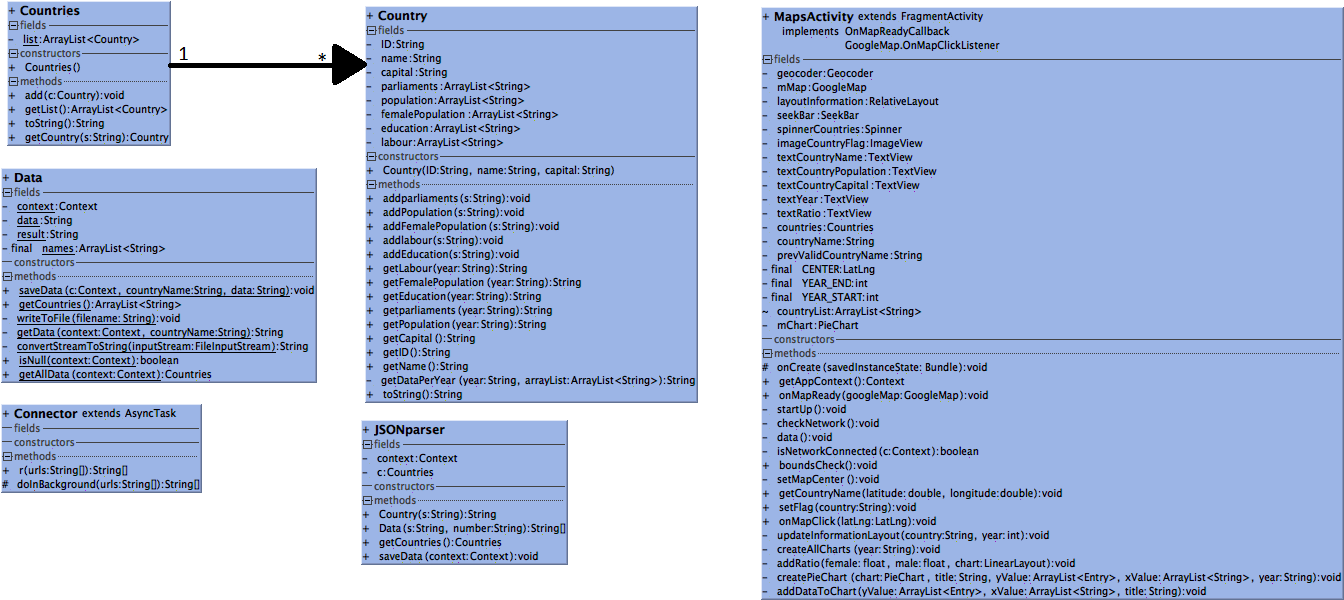 + Countries
fields
- list:ArrayList<Country>
constructors
+ Countries()
methods
+ add(c:Country):void
+ getList():ArrayList<Country>
+ toString():String
+ getCountry(s:String):Country
1
*
+ Country
fields
- ID:String
- name:String
- capital:String
- parliaments:ArrayList<String>
- population:ArrayList<String>
- femalePopulation:ArrayList<String>
- education:ArrayList<String>
- labour:ArrayList<String>
constructors
+ Country(ID:String, name:String, capital:String)
methods
+ addparliaments(s:String):void
+ addPopulation(s:String):void
+ addFemalePopulation(s:String):void
+ addlabour(s:String):void
+ addEducation(s:String):void
+ getLabour(year:String):String
+ getFemalePopulation(year:String):String
+ getEducation(year:String):String
+ getparliaments(year:String):String
+ getPopulation(year:String):String
+ getCapital():String
+ getID():String
+ getName():String
- getDataPerYear(year:String, arrayList:ArrayList<String>):String
+ toString():String
+ Data
fields
- context:Context
- data:String
- result:String
- final names:ArrayList<String>
constructors
methods
+ saveData(c:Context, countryName:String, data:String):void
+ getCountries():ArrayList<String>
- writeToFile(filename:String):void
- getData(context:Context, countryName:String):String
- convertStreamToString(inputStream:FileInputStream):String
+ isNull(context:Context):boolean
+ getAllData(context:Context):Countries
+ Connector extends AsyncTask
fields
constructors
methods
+ r(urls:String[]):String[]
# doInBackground(urls:String[]):String[]
+ JSONparser
fields
- context:Context
- c:Countries
constructors
methods
+ Country(s:String):String
+ Data(s:String, number:String):String[]
+ getCountries():Countries
+ saveData(context:Context):void
+ MapsActivity extends FragmentActivity
implements OnMapReadyCallback
GoogleMap.OnMapClickListener
fields
- geocoder:Geocoder
- mMap:GoogleMap
- layoutInformation:RelativeLayout
- seekBar:SeekBar
- spinnerCountries:Spinner
- imageCountryFlag:ImageView
- textCountryName:TextView
- textCountryPopulation:TextView
- textCountryCapital:TextView
- textYear:TextView
- textRatio:TextView
- countries:Countries
- countryName:String
- prevValidCountryName:String
- final CENTER:LatLng
- final YEAR_END:int
- final YEAR_START:int
~ countryList:ArrayList<String>
- mChart:PieChart
constructors
methods
# onCreate(savedInstanceState: Bundle):void
+ getAppContext():Context
+ onMapReady(googleMap:GoogleMap):void
- startUp():void
- checkNetwork():void
- data():void
- isNetworkConnected(c:Context):boolean
+ boundsCheck():void
- setMapCenter():void
+ getCountryName(latitude:double, longitude:double):void
+ setFlag(country:String):void
+ onMapClick(latLng:LatLng):void
- updateInformationLayout(country:String, year:int):void
- createAllCharts(year:String):void
- addRatio(female:float, male:float, chart:LinearLayout):void
- createPieChart(chart:PieChart, title:String, yValue:ArrayList<Entry>, xValue:ArrayList<String>, year:String):void
- addDataToChart(yValue:ArrayList<Entry>, xValue:ArrayList<String>, title:String):void